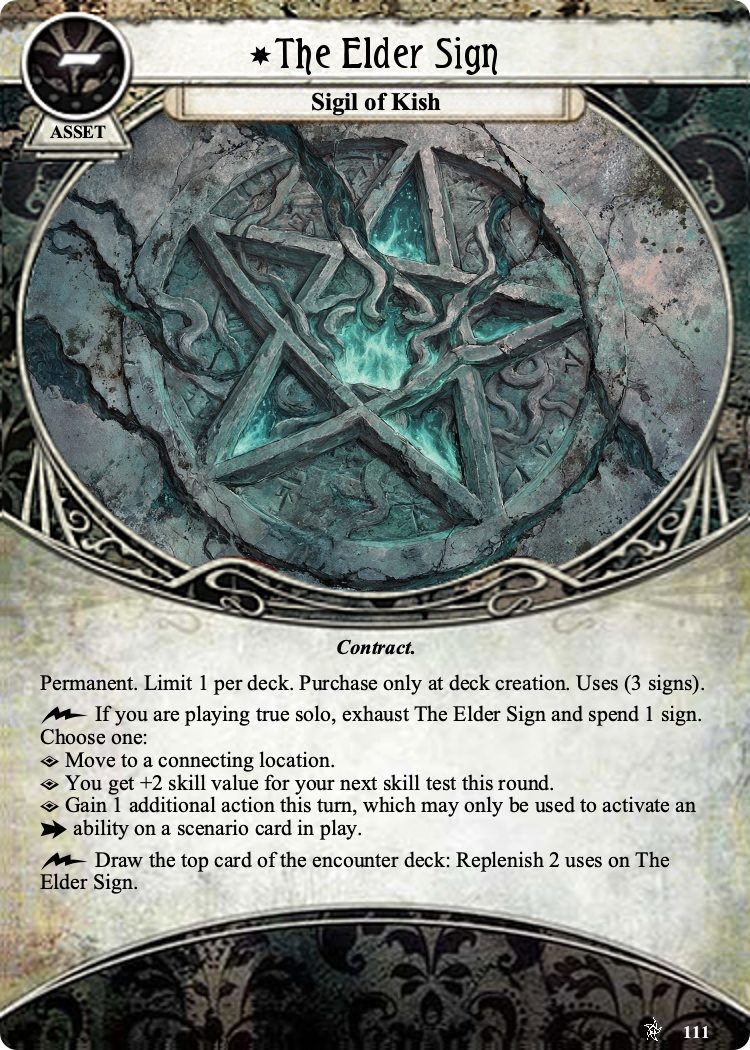 The Elder Sign
–
Sigil of Kish
ASSET
Contract.
Permanent. Limit 1 per deck. Purchase only at deck creation. Uses (3 signs).
If you are playing true solo, exhaust The Elder Sign and spend 1 sign.
Choose one:
Move to a connecting location.
You get +2 skill value for your next skill test this round.
Gain 1 additional action this turn, which may only be used to activate an
ability on a scenario card in play.
Draw the top card of the encounter deck: Replenish 2 uses on The
Elder Sign.
111